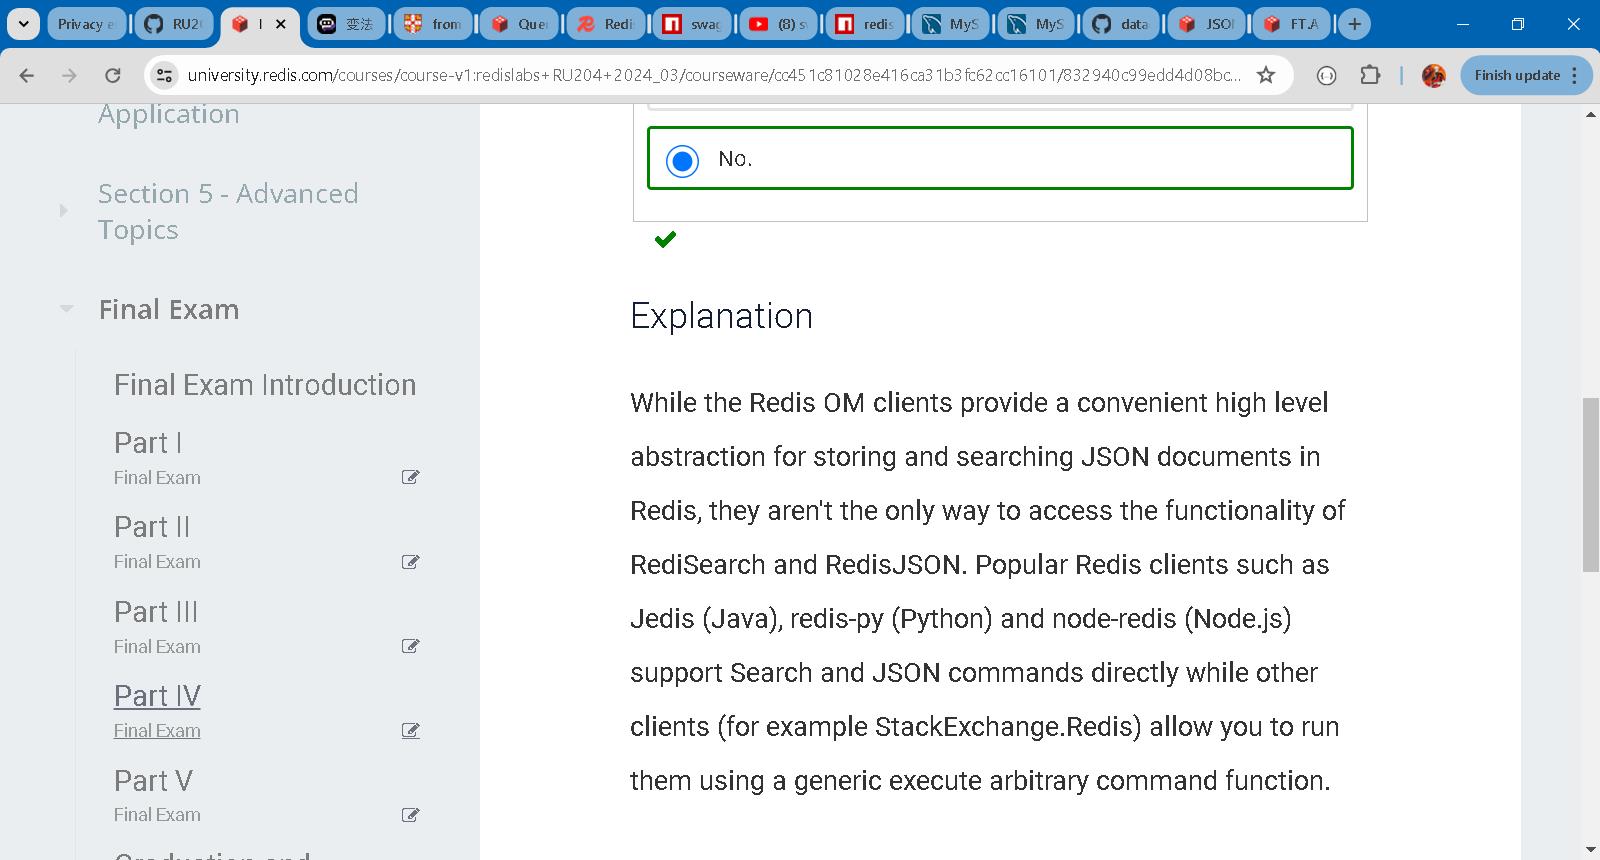 Privacy e
RU2
I
变法
from
Que
Redi
swag
(8) s
redis
MyS
MyS
data
JSOI
FT.A
university.redis.com/courses/course-v1:redislabs+RU204+2024_03/courseware/cc451c81028e416ca31b3fc62cc16101/832940c99edd4d08bc...
Finish update
Application
Section 5 - Advanced
Topics
Final Exam
Final Exam Introduction
Part I
Final Exam
Part II
Final Exam
Part III
Final Exam
Part IV
Final Exam
Part V
Final Exam
No.
Explanation
While the Redis OM clients provide a convenient high level
abstraction for storing and searching JSON documents in
Redis, they aren't the only way to access the functionality of
RediSearch and RedisJSON. Popular Redis clients such as
Jedis (Java), redis-py (Python) and node-redis (Node.js)
support Search and JSON commands directly while other
clients (for example StackExchange.Redis) allow you to run
them using a generic execute arbitrary command function.